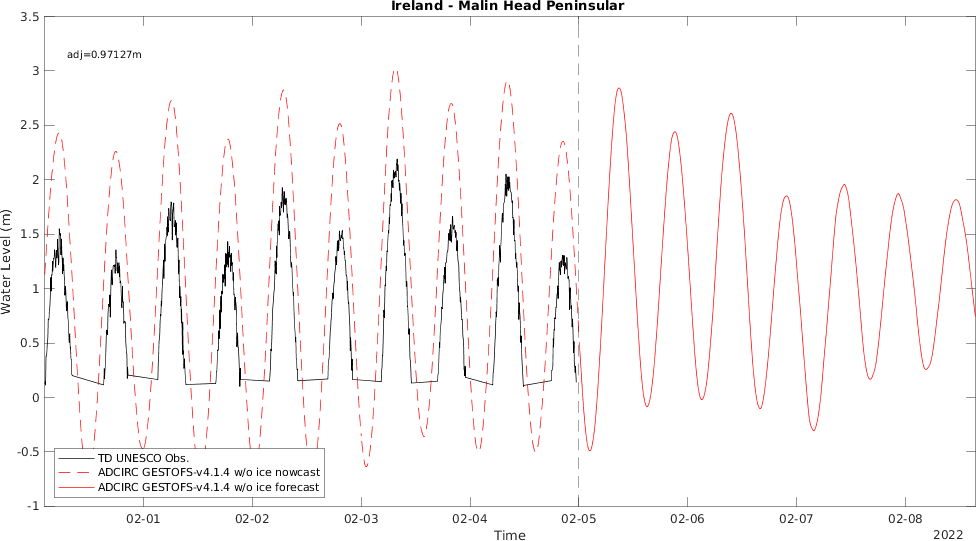 Ireland - Malin Head Peninsular
adj=0.97127m
3.5
3
2.5
2
1.5
1
0.5
0
-0.5
-1
Water Level (m)
TD UNESCO Obs.
ADCIRC GESTOFS-v4.1.4 w/o ice nowcast
ADCIRC GESTOFS-v4.1.4 w/o ice forecast
02-01 02-02 02-03 02-04 02-05 02-06 02-07 02-08
Time
2022